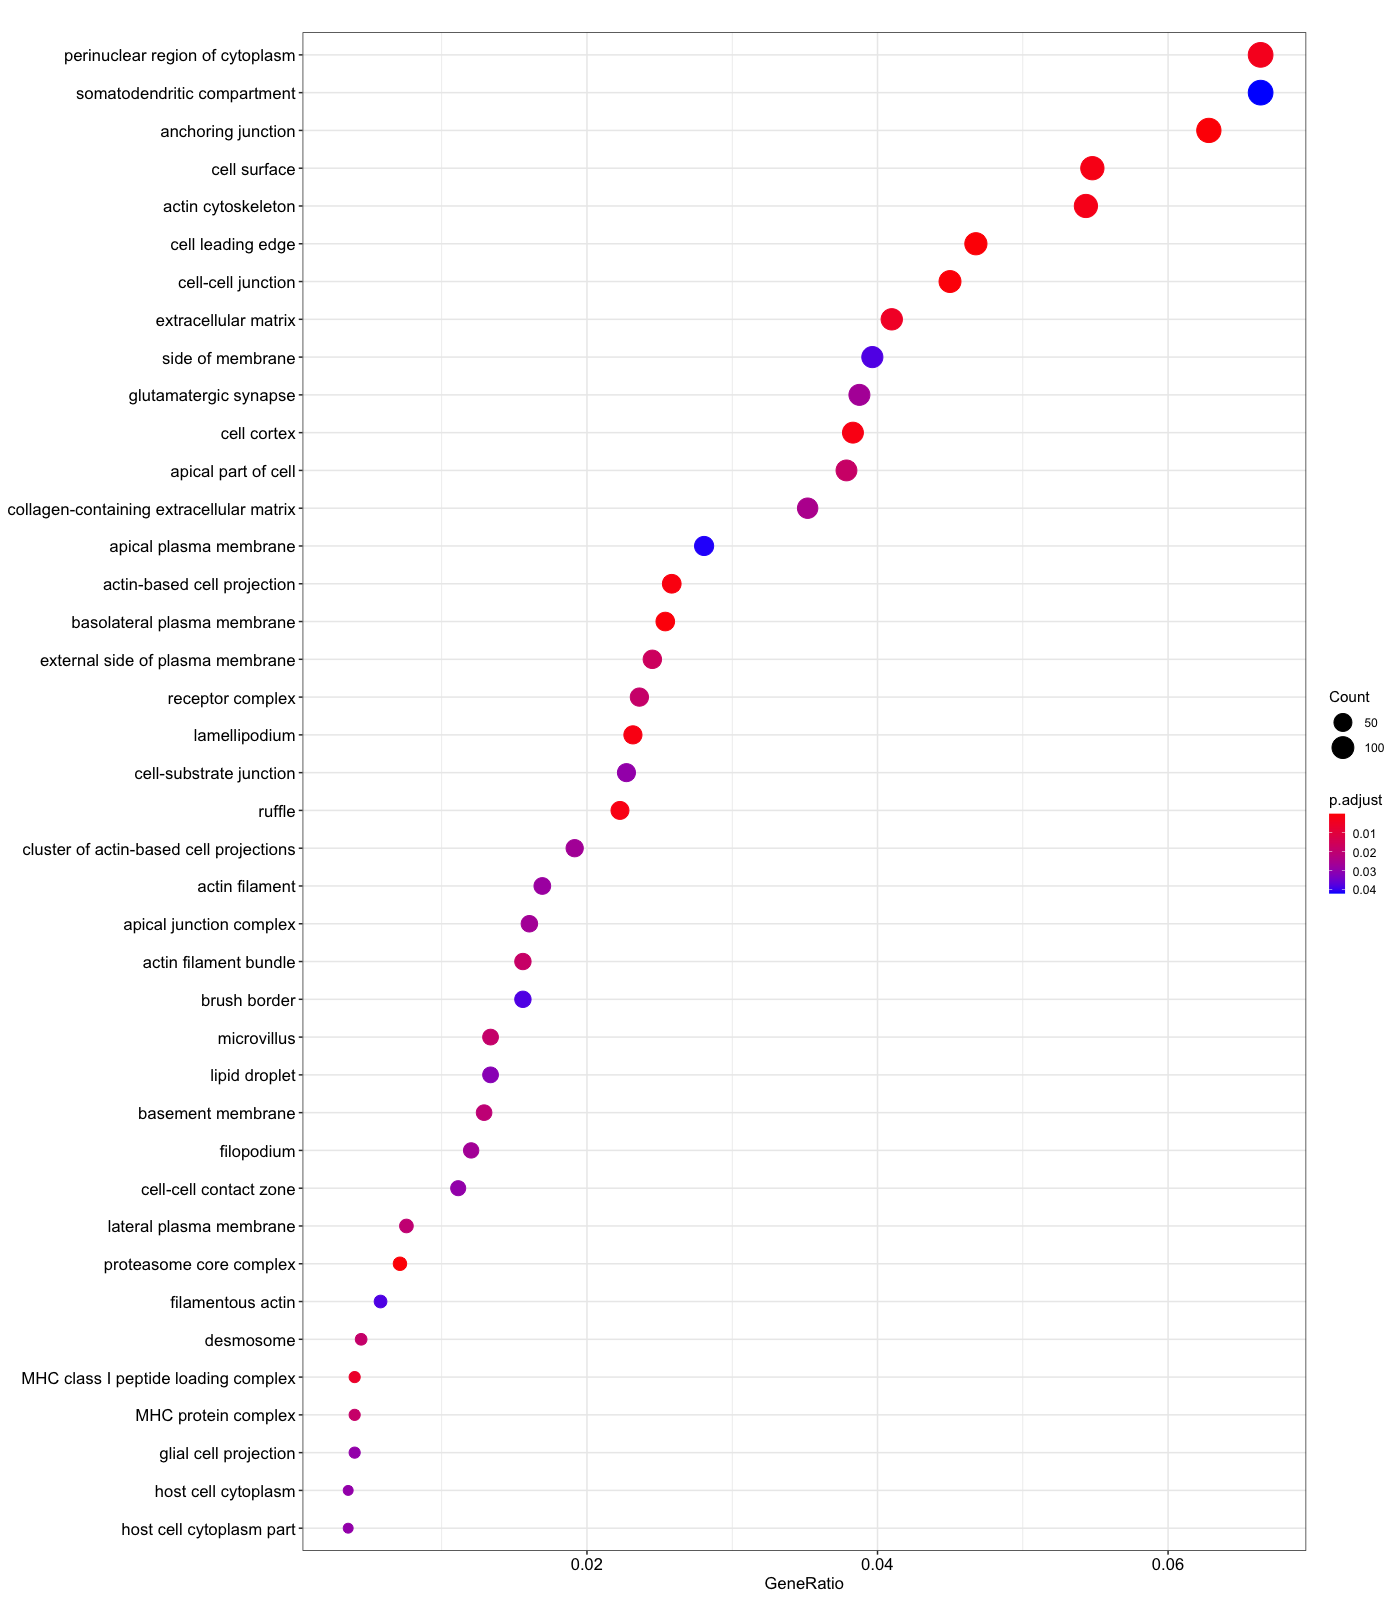 perinuclear region of cytoplasm
somatodendritic compartment
anchoring junction
cell surface
actin cytoskeleton
cell leading edge
cell-cell junction
extracellular matrix
side of membrane
glutamatergic synapse
cell cortex
apical part of cell
collagen-containing extracellular matrix
apical plasma membrane
actin-based cell projection
basolateral plasma membrane
external side of plasma membrane
receptor complex
lamellipodium
cell-substrate junction
ruffle
cluster of actin-based cell projections
actin filament
apical junction complex
actin filament bundle
brush border
microvillus
lipid droplet
basement membrane
filopodium
cell-cell contact zone
lateral plasma membrane
proteasome core complex
filamentous actin
desmosome
MHC class I peptide loading complex
MHC protein complex
glial cell projection
host cell cytoplasm
host cell cytoplasm part
0.02 0.04 0.06
GeneRatio
Count
50
100
p.adjust
0.01
0.02
0.03
0.04